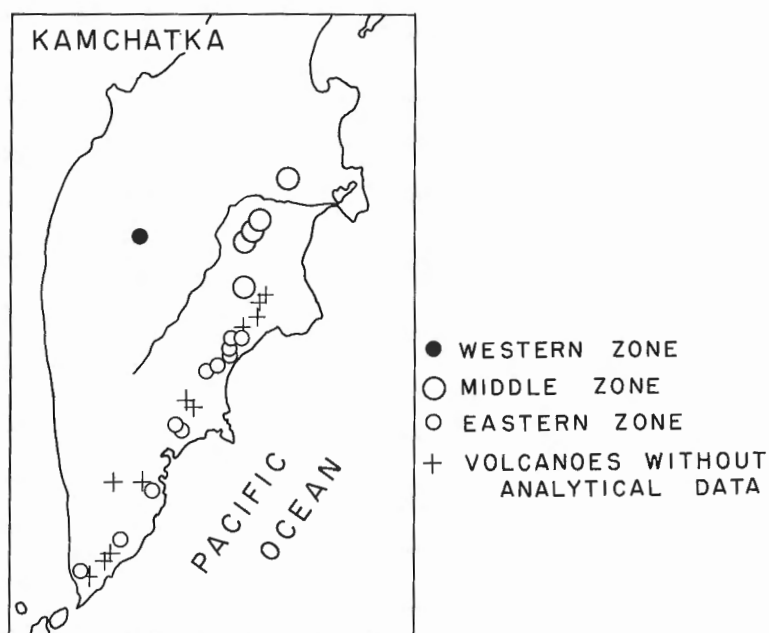 KAMCHATKA
PACIFIC
OCEAN
WESTERN ZONE
MIDDLE ZONE
EASTERN ZONE
VOLCANOES WITHOUT
ANALYTICAL DATA